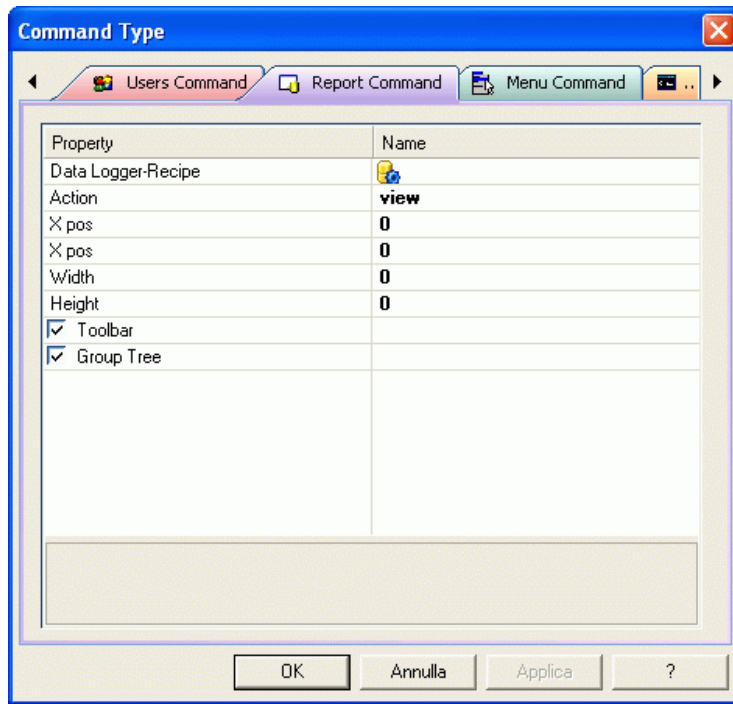 Command Type
Users Command Report Command Menu Command ..
Property Name
Data Logger-Recipe
Action view
X pos 0
X pos 0
Width 0
Height 0
Toolbar
Group Tree
OK Annulla Applica ?